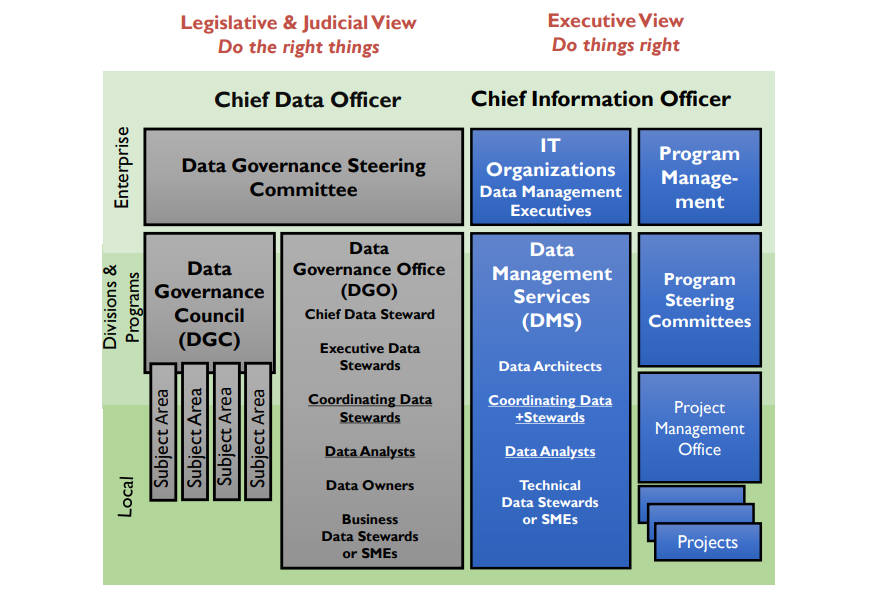 Legislative & Judicial View
Do the right things
Executive View
Do things right
Chief Data Officer
Chief Information Officer
Enterprise
Data Governance Steering
Committee
IT
Organizations
Data Management
Executives
Program
Manage-
ment
Divisions &
Programs
Data
Governance
Council
(DGC)
Subject Area
Subject Area
Subject Area
Subject Area
Data
Governance Office
(DGO)
Chief Data Steward
Executive Data
Stewards
Coordinating Data
Stewards
Data Analysts
Data Owners
Business
Data Stewards
or SMEs
Data
Management
Services
(DMS)
Data Architects
Coordinating Data
+Stewards
Data Analysts
Technical
Data Stewards
or SMEs
Program
Steering
Committees
Project
Management
Office
Projects
Local